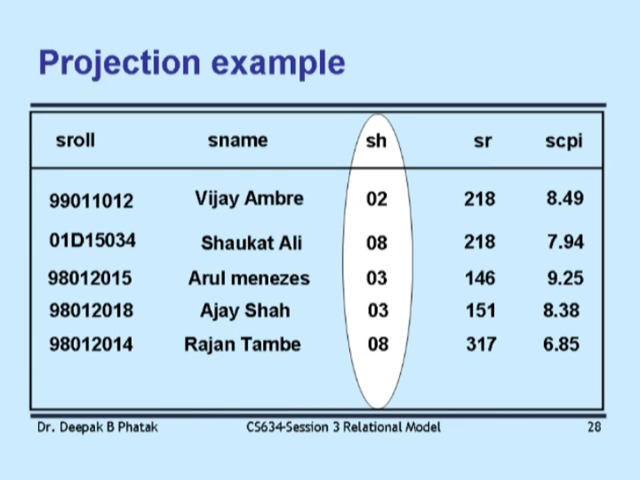 Projection example
sroll sname sh sr scpi
99011012 Vijay Ambre 02 218 8.49
01D15034 Shaukat Ali 08 218 7.94
98012015 Arul menezes 03 146 9.25
98012018 Ajay Shah 03 151 8.38
98012014 Rajan Tambe 08 317 6.85
Dr. Deepak B Phatak CS634-Session 3 Relational Model 28